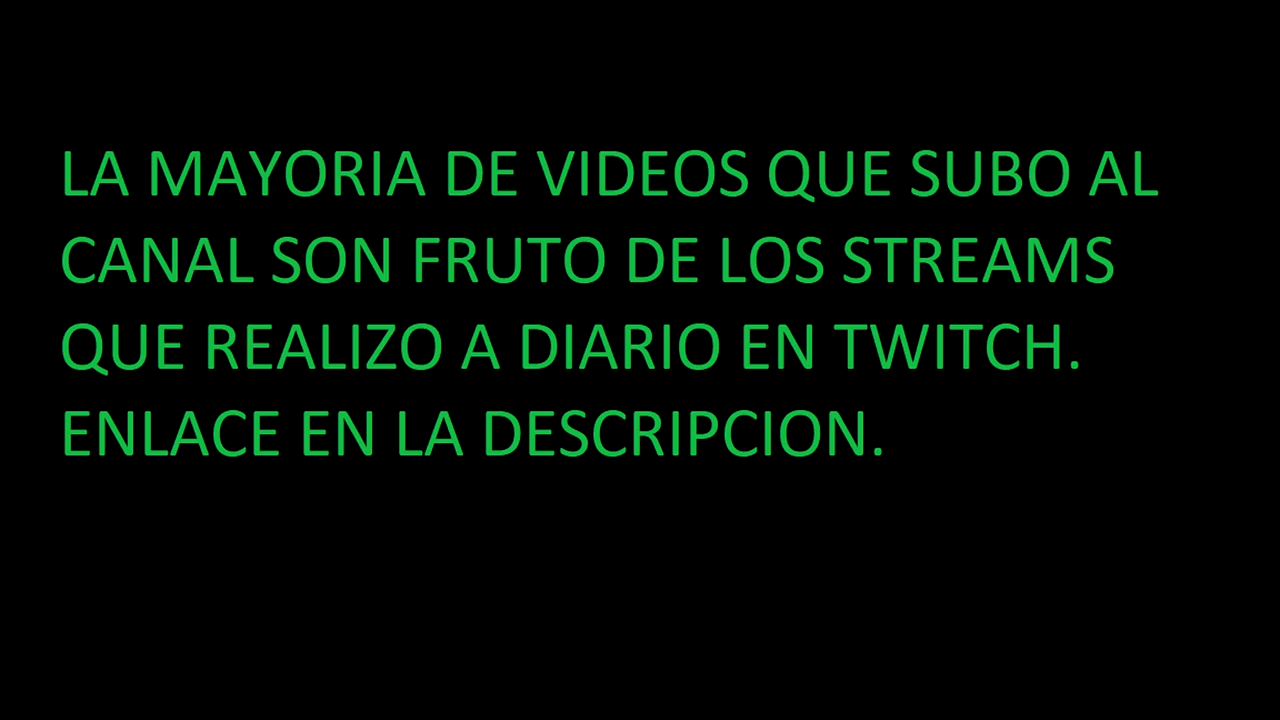 LA MAYORIA DE VIDEOS QUE SUBO AL
CANAL SON FRUTO DE LOS STREAMS
QUE REALIZO A DIARIO EN TWITCH.
ENLACE EN LA DESCRIPCION.